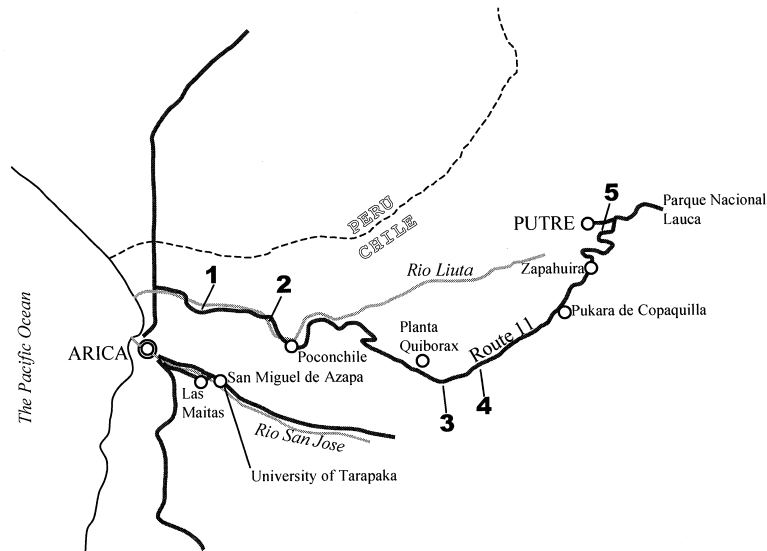 PERU
CHILE
5
Parque Nacional
Lauca
PUTRE
1
2
Rio Liuta
Zapahuira
Pukara de Copaquilla
Planta
Quiborax
Route 11
The Pacific Ocean
ARICA
Poconchile
San Miguel de Azapa
Las
Maitas
3
4
Rio San Jose
University of Tarapaka